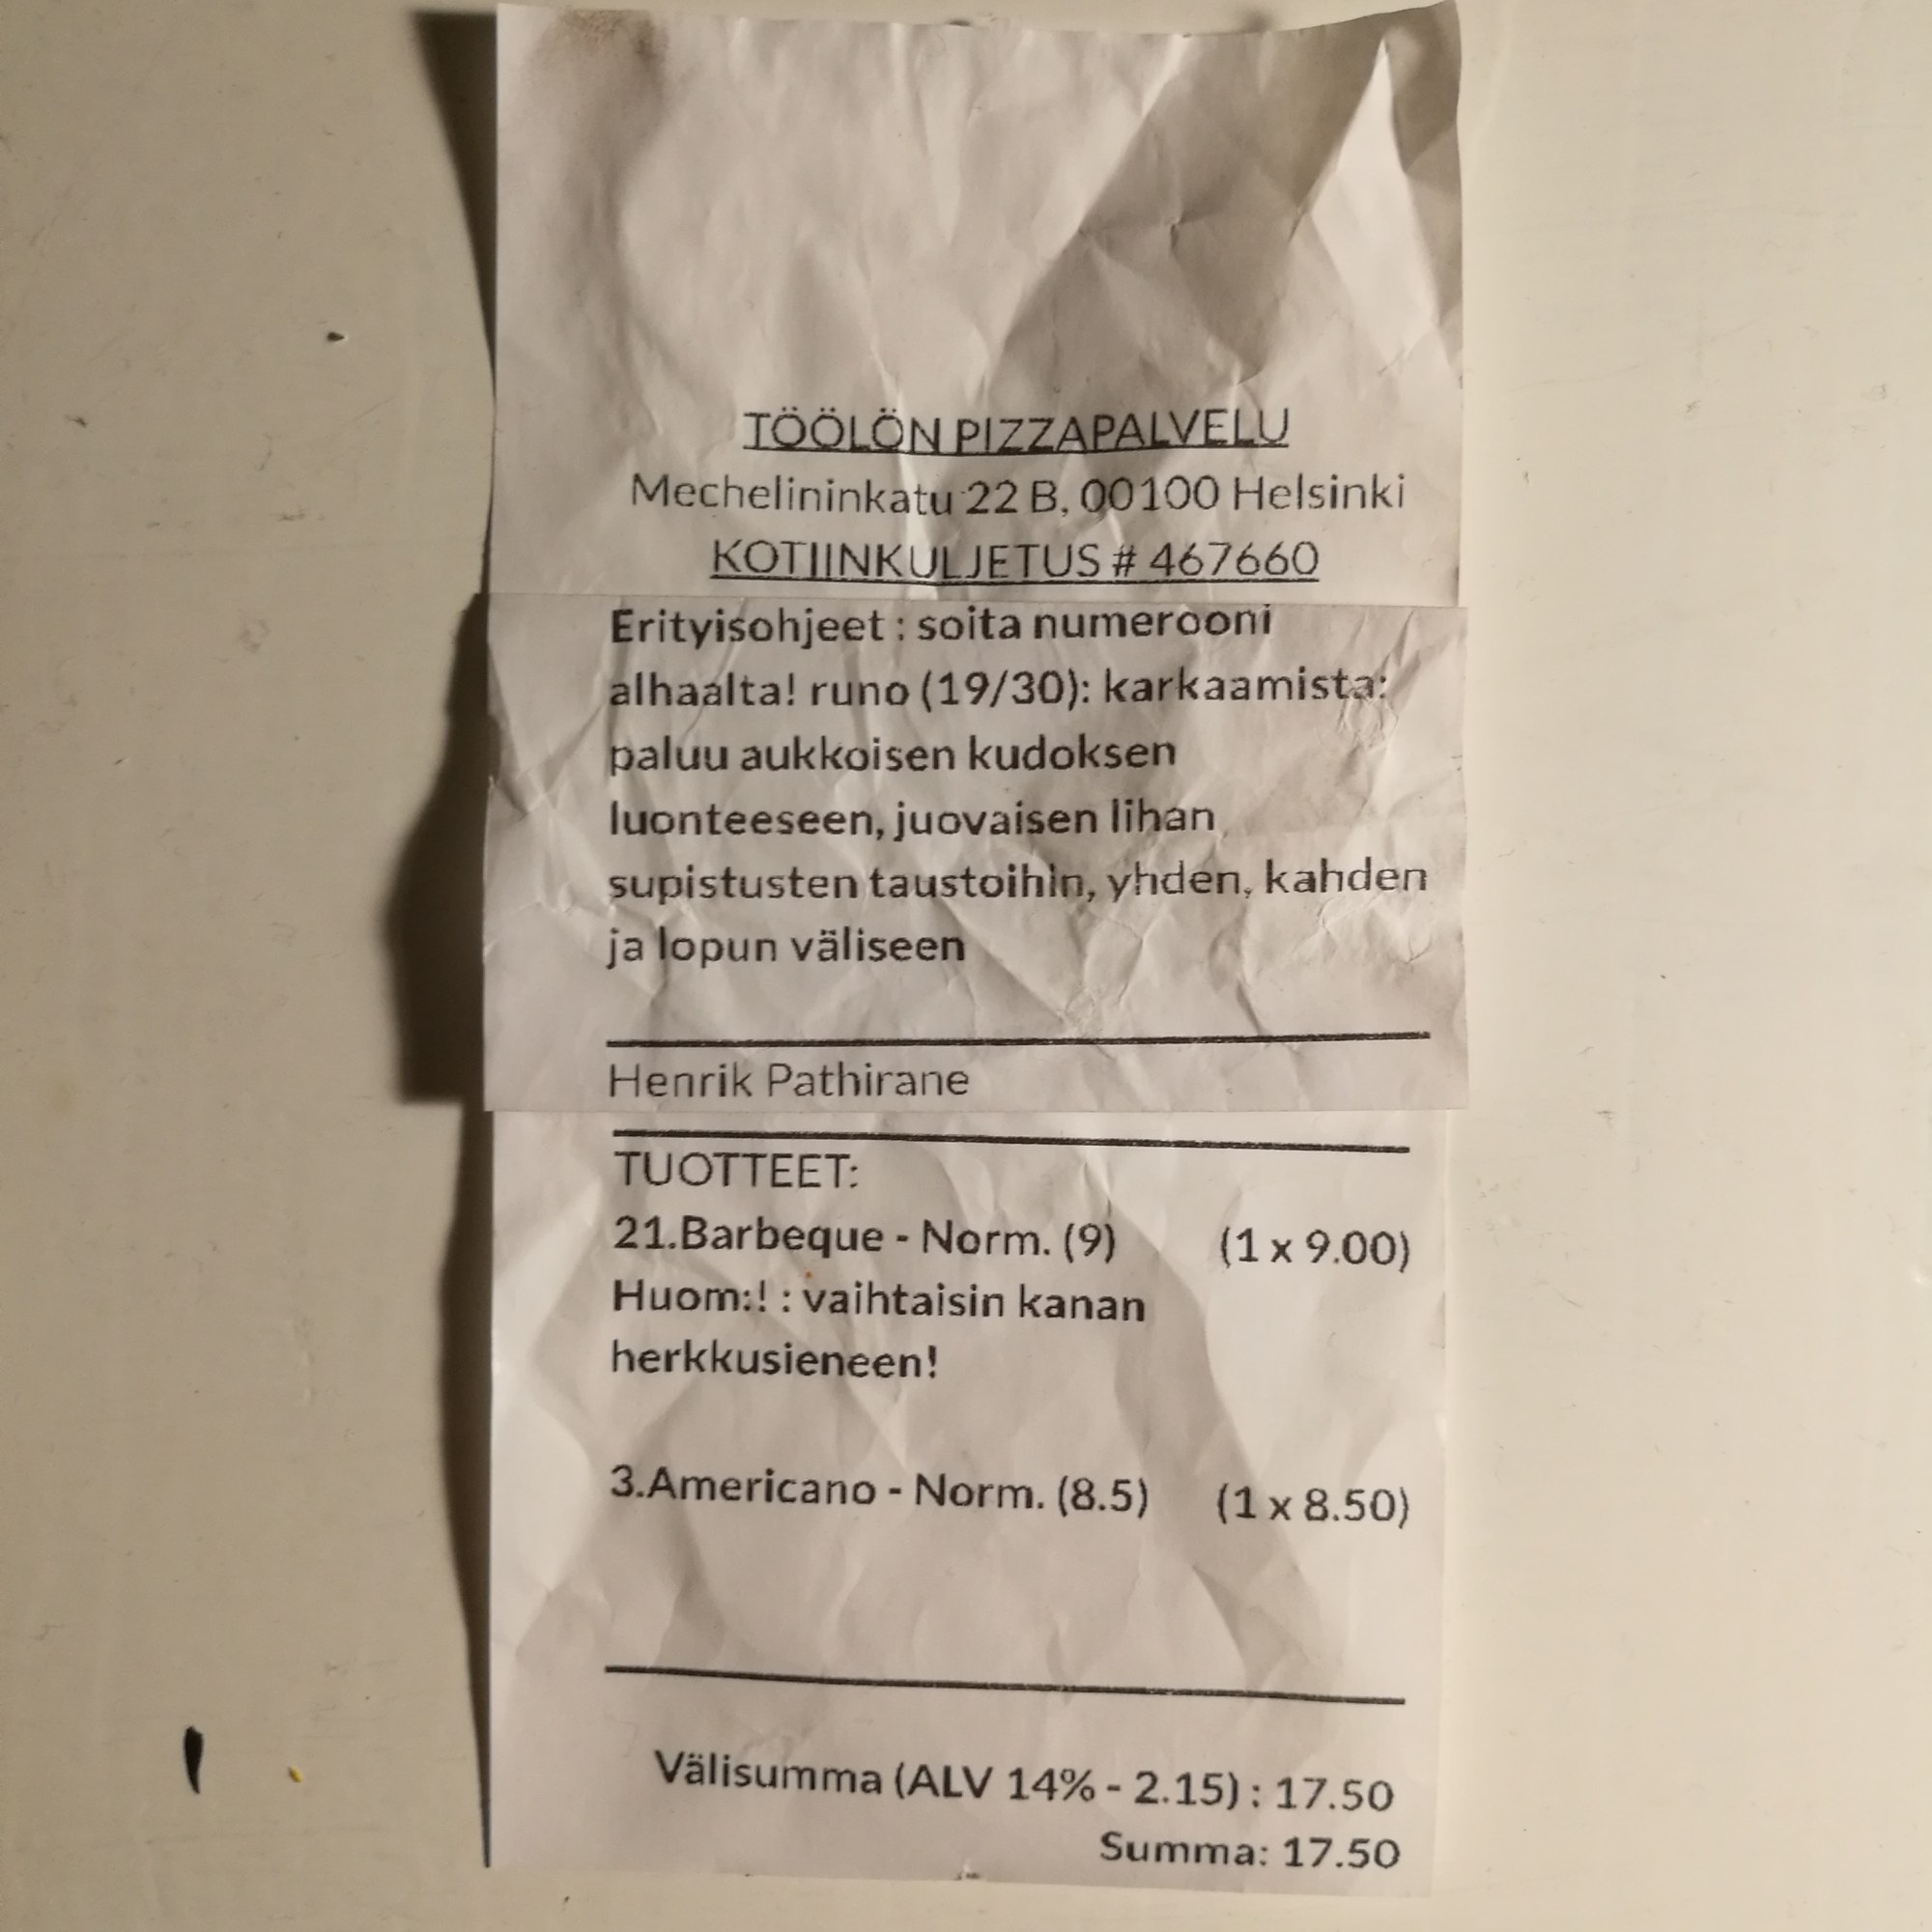 TÖÖLÖN PIZZAPALVELU
Mechelininkatu 22 B, 00100 Helsinki
KOTIINKULJETUS # 467660
Erityisohjeet : soita numerooni
alhaalta! runo (19/30): karkaamista:
paluu aukkoisen kudoksen
luonteeseen, juovaisen lihan
supistusten taustoihin, yhden, kahden
ja lopun väliseen
Henrik Pathirane
TUOTTEET:
21.Barbeque - Norm. (9) (1 x 9.00)
Huom:! : vaihtaisin kanan
herkkusieneen!
3.Americano - Norm. (8.5) (1 x 8.50)
Välisumma (ALV 14% - 2.15) : 17.50
Summa: 17.50